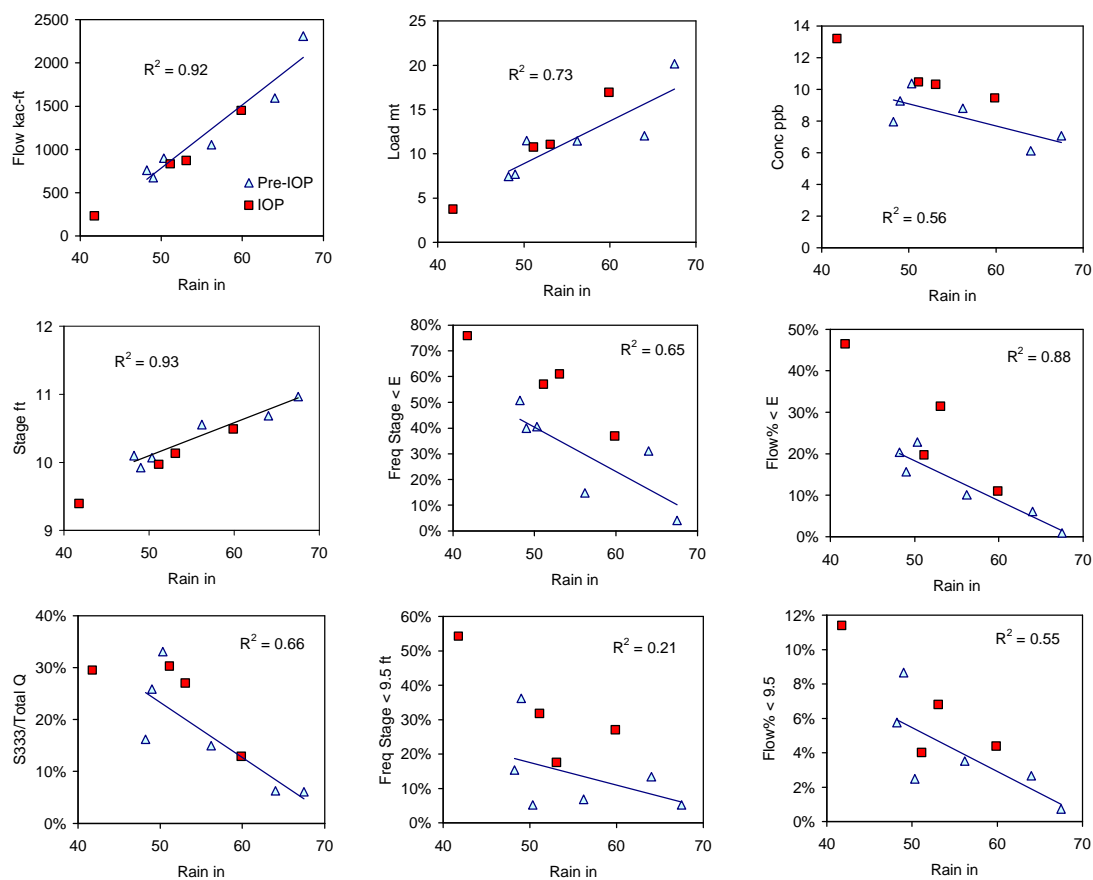 2500
2000
1500
1000
500
0
Flow kac-ft
R² = 0.92
Pre-IOP
IOP
40 50 60 70
Rain in
25
20
15
10
5
0
Load mt
R² = 0.73
40 50 60 70
Rain in
14
12
10
8
6
4
2
0
Conc ppb
R² = 0.56
40 50 60 70
Rain in
12
11
10
9
Stage ft
R² = 0.93
40 50 60 70
Rain in
80%
70%
60%
50%
40%
30%
20%
10%
0%
Freq Stage < E
R² = 0.65
40 50 60 70
Rain in
50%
40%
30%
20%
10%
0%
Flow% < E
R² = 0.88
40 50 60 70
Rain in
40%
30%
20%
10%
0%
S333/Total Q
R² = 0.66
40 50 60 70
Rain in
60%
50%
40%
30%
20%
10%
0%
Freq Stage < 9.5 ft
R² = 0.21
40 50 60 70
Rain in
12%
10%
8%
6%
4%
2%
0%
Flow% < 9.5
R² = 0.55
40 50 60 70
Rain in